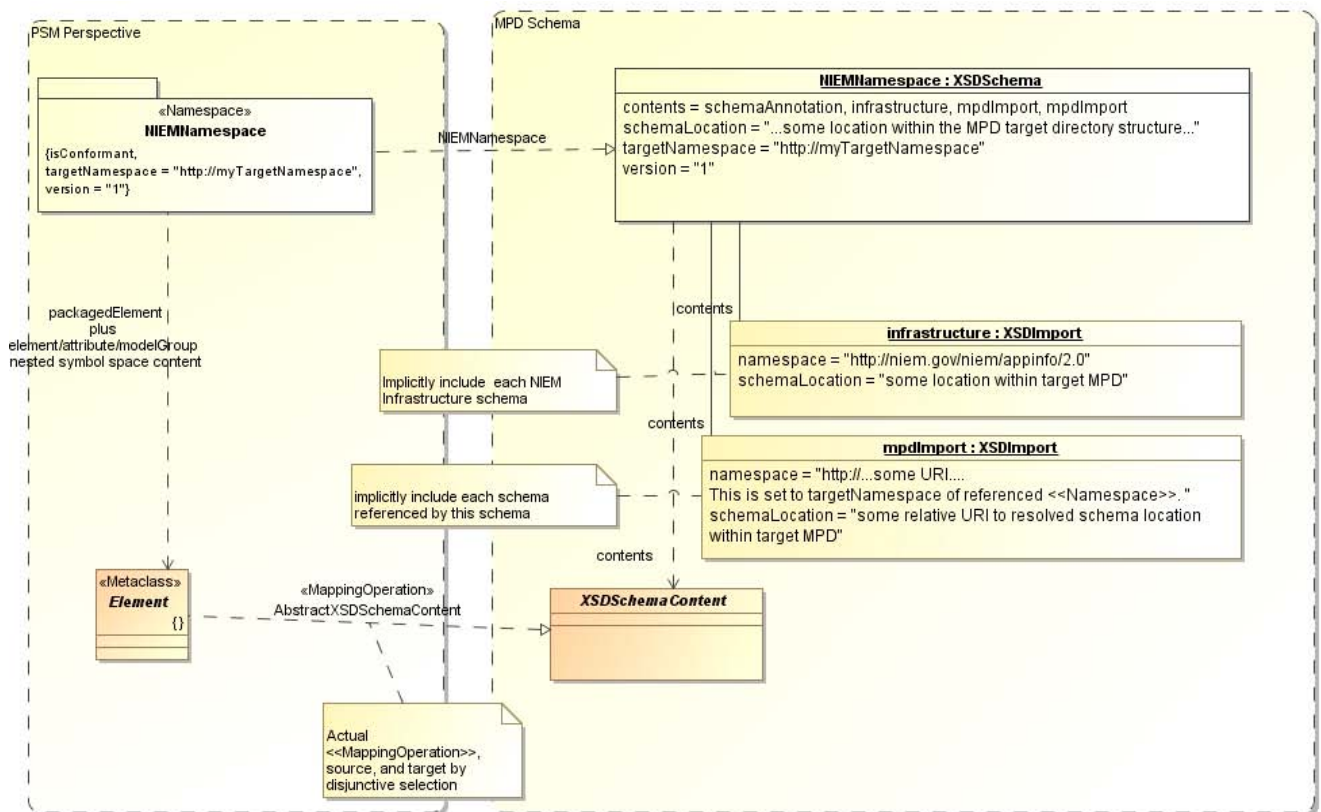 PSM Perspective
MPD Schema
«Namespace»
NIEMNamespace
{isConformant,
targetNamespace = "http://myTargetNamespace",
version = "1"}
NIEMNamespace
NIEMNamespace : XSDSchema
contents = schemaAnnotation, infrastructure, mpdImport, mpdImport
schemaLocation = "...some location within the MPD target directory structure..."
targetNamespace = "http://myTargetNamespace"
version = "1"
packagedElement
plus
element/attribute/modelGroup
nested symbol space content
contents
infrastructure : XSDImport
namespace = "http://niem.gov/niem/appinfo/2.0"
schemaLocation = "some location within target MPD"
Implicitly include each NIEM
Infrastructure schema
contents
mpdImport : XSDImport
namespace = "http://...some URI....
This is set to targetNamespace of referenced <<Namespace>>. "
schemaLocation = "some relative URI to resolved schema location
within target MPD"
implicitly include each schema
referenced by this schema
contents
«Metaclass»
Element
{}
«MappingOperation»
AbstractXSDSchemaContent
XSDSchemaContent
Actual
<<MappingOperation>>,
source, and target by
disjunctive selection